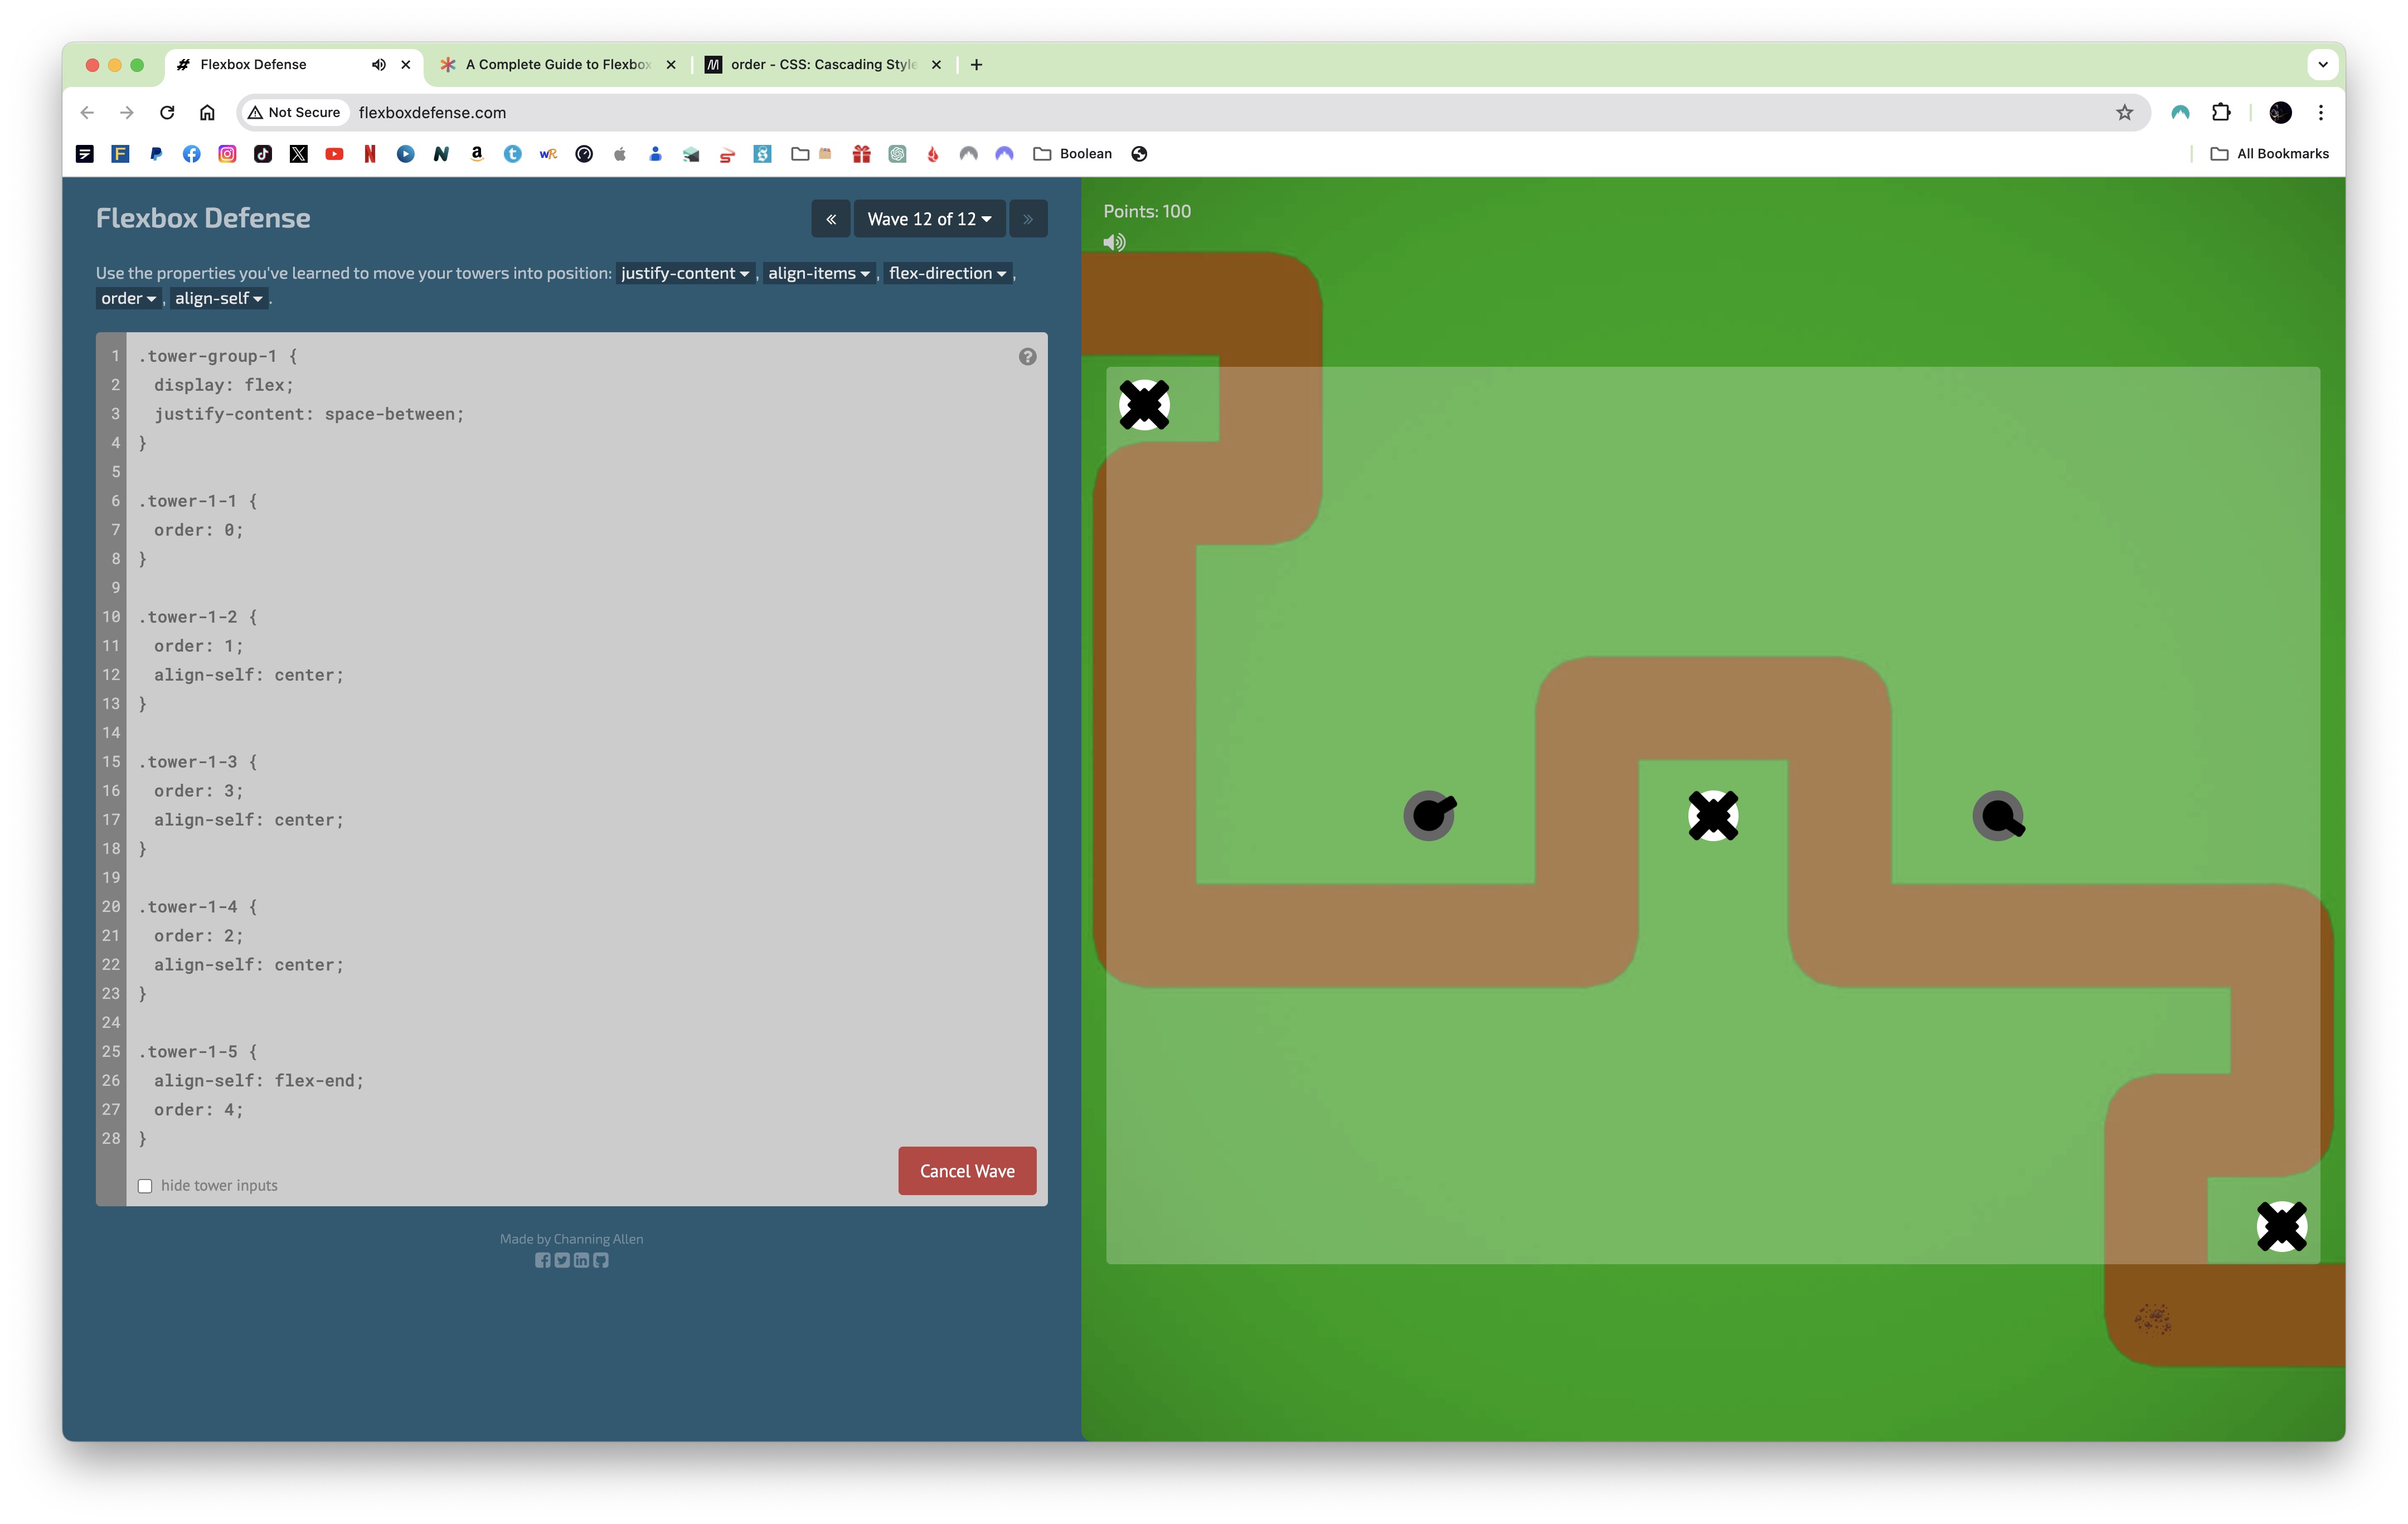 Flexbox Defense
A Complete Guide to Flexbox
order - CSS: Cascading Style
Not Secure
flexboxdefense.com
Boolean
All Bookmarks
Flexbox Defense
« Wave 12 of 12 »
Use the properties you've learned to move your towers into position: justify-content , align-items , flex-direction ,
order , align-self .
1 .tower-group-1 {
2 display: flex;
3 justify-content: space-between;
4 }
5
6 .tower-1-1 {
7 order: 0;
8 }
9
10 .tower-1-2 {
11 order: 1;
12 align-self: center;
13 }
14
15 .tower-1-3 {
16 order: 3;
17 align-self: center;
18 }
19
20 .tower-1-4 {
21 order: 2;
22 align-self: center;
23 }
24
25 .tower-1-5 {
26 align-self: flex-end;
27 order: 4;
28 }
?
hide tower inputs
Cancel Wave
Made by Channing Allen
Points: 100